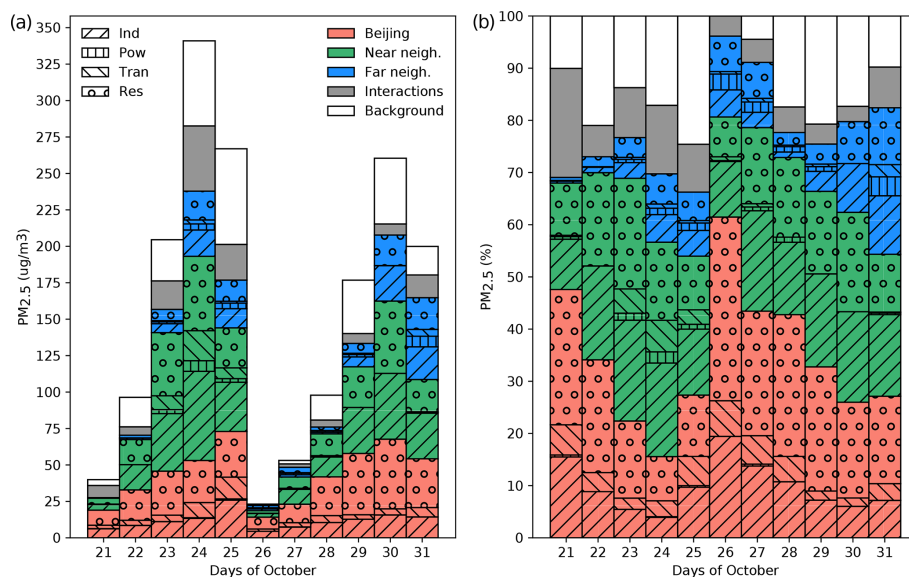 (a)
350
325
300
275
250
225
200
175
150
125
100
75
50
25
0
PM2.5 (ug/m3)
Ind
Pow
Tran
Res
Beijing
Near neigh.
Far neigh.
Interactions
Background
21 22 23 24 25 26 27 28 29 30 31
Days of October
(b)
100
90
80
70
60
50
40
30
20
10
0
PM2.5 (%)
21 22 23 24 25 26 27 28 29 30 31
Days of October